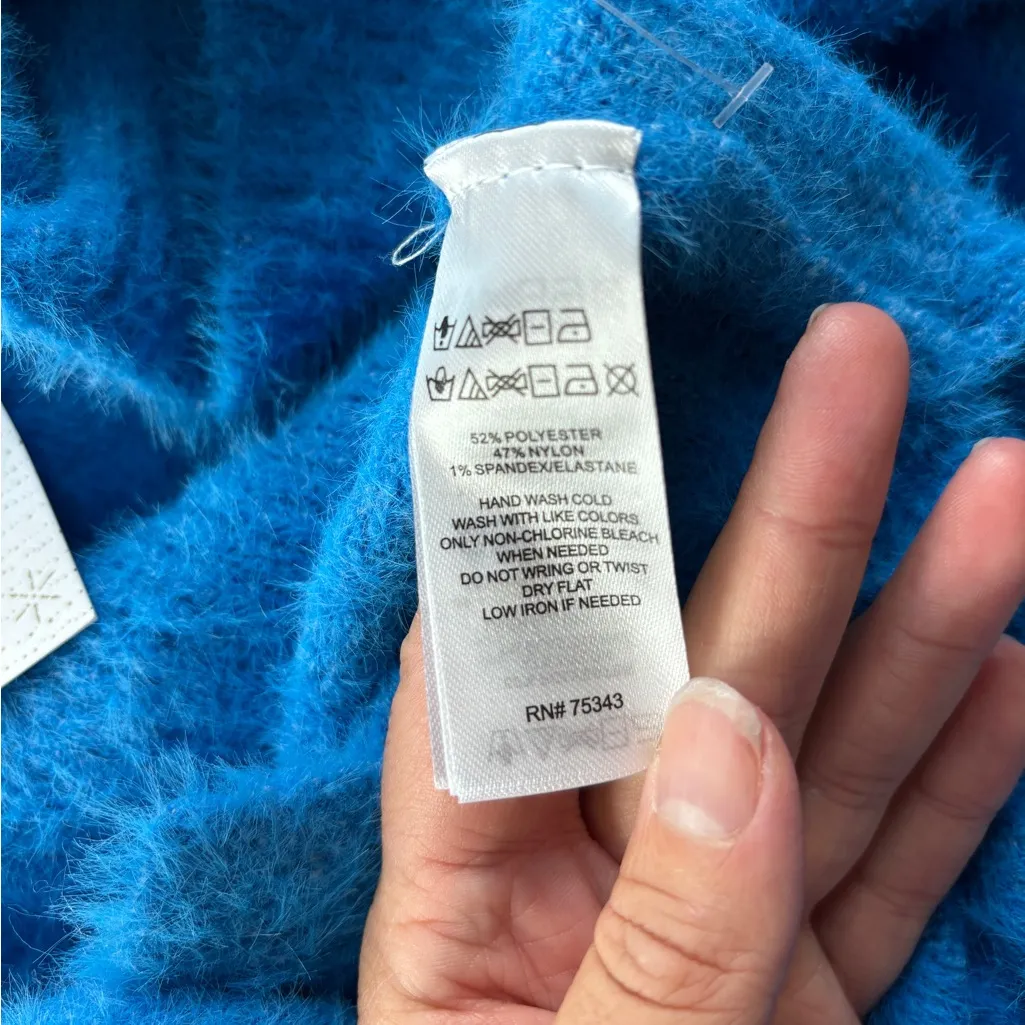 52% POLYESTER
47% NYLON
1% SPANDEX/ELASTANE
HAND WASH COLD
WASH WITH LIKE COLORS
ONLY NON-CHLORINE BLEACH
WHEN NEEDED
DO NOT WRING OR TWIST
DRY FLAT
LOW IRON IF NEEDED
RN# 75343